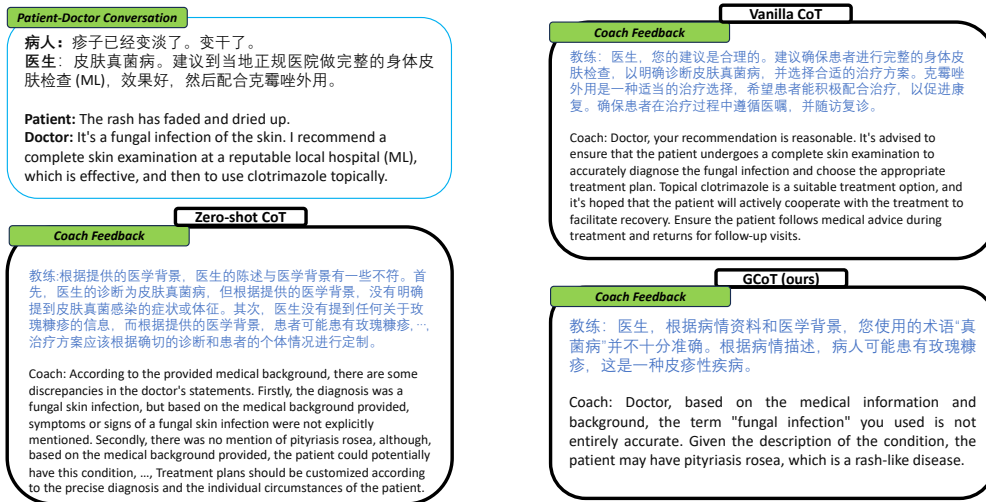 Patient-Doctor Conversation
病人：疹子已经变淡了。变干了。
医生：皮肤真菌病。建议到当地正规医院做完整的身体皮
肤检查 (ML)，效果好，然后配合克霉唑外用。
Patient: The rash has faded and dried up.
Doctor: It's a fungal infection of the skin. I recommend a
complete skin examination at a reputable local hospital (ML),
which is effective, and then to use clotrimazole topically.
Zero-shot CoT
Coach Feedback
教练:根据提供的医学背景，医生的陈述与医学背景有一些不符。首
先，医生的诊断为皮肤真菌病，但根据提供的医学背景，没有明确
提到皮肤真菌感染的症状或体征。其次，医生没有提到任何关于玫
瑰糠疹的信息，而根据提供的医学背景，患者可能患有玫瑰糠疹, …,
治疗方案应该根据确切的诊断和患者的个体情况进行定制。
Coach: According to the provided medical background, there are some
discrepancies in the doctor's statements. Firstly, the diagnosis was a
fungal skin infection, but based on the medical background provided,
symptoms or signs of a fungal skin infection were not explicitly
mentioned. Secondly, there was no mention of pityriasis rosea, although,
based on the medical background provided, the patient could potentially
have this condition, …, Treatment plans should be customized according
to the precise diagnosis and the individual circumstances of the patient.
Vanilla CoT
Coach Feedback
教练：医生，您的建议是合理的。建议确保患者进行完整的身体皮
肤检查，以明确诊断皮肤真菌病，并选择合适的治疗方案。克霉唑
外用是一种适当的治疗选择，希望患者能积极配合治疗，以促进康
复。确保患者在治疗过程中遵循医嘱，并随访复诊。
Coach: Doctor, your recommendation is reasonable. It's advised to
ensure that the patient undergoes a complete skin examination to
accurately diagnose the fungal infection and choose the appropriate
treatment plan. Topical clotrimazole is a suitable treatment option, and
it's hoped that the patient will actively cooperate with the treatment to
facilitate recovery. Ensure the patient follows medical advice during
treatment and returns for follow-up visits.
GCoT (ours)
Coach Feedback
教练：医生，根据病情资料和医学背景，您使用的术语“真
菌病”并不十分准确。根据病情描述，病人可能患有玫瑰糠
疹，这是一种皮疹性疾病。
Coach: Doctor, based on the medical information and
background, the term "fungal infection" you used is not
entirely accurate. Given the description of the condition, the
patient may have pityriasis rosea, which is a rash-like disease.